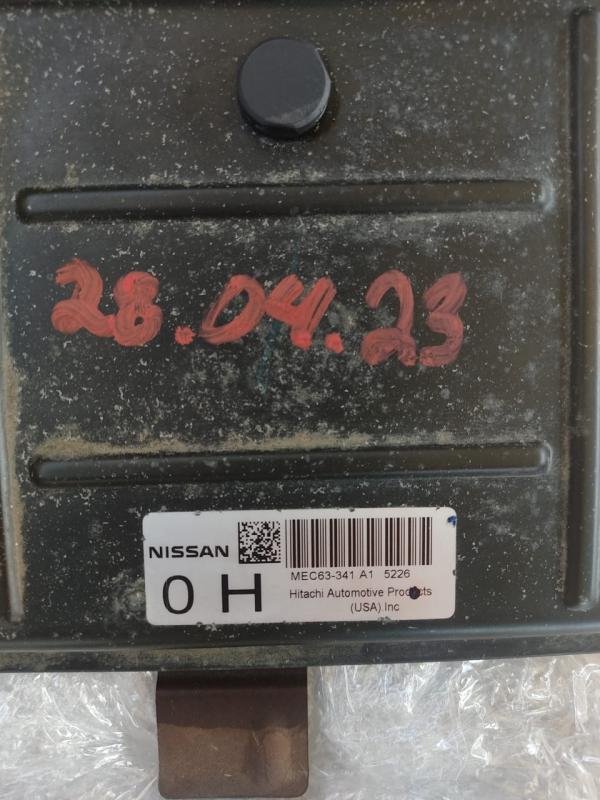 28.04.23
NISSAN
MEC63-341 A1 5226
0 H
Hitachi Automotive Products
(USA).Inc